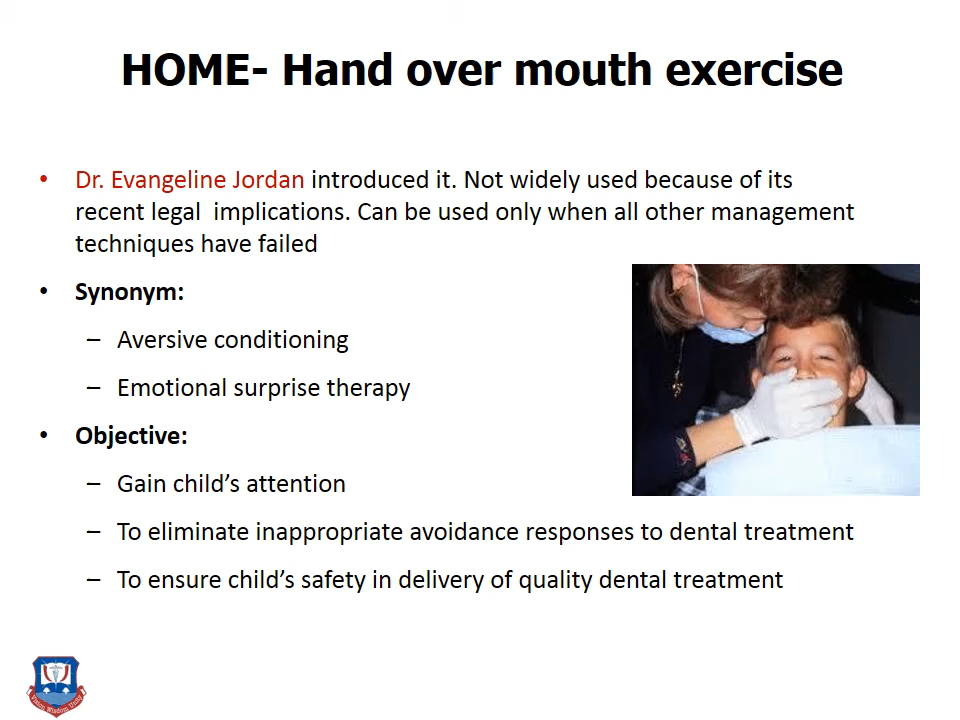 HOME- Hand over mouth exercise
• Dr. Evangeline Jordan introduced it. Not widely used because of its
recent legal  implications. Can be used only when all other management
techniques have failed
• Synonym:
– Aversive conditioning
– Emotional surprise therapy
• Objective:
– Gain child’s attention
– To eliminate inappropriate avoidance responses to dental treatment
– To ensure child’s safety in delivery of quality dental treatment
Vision Wisdom Unity